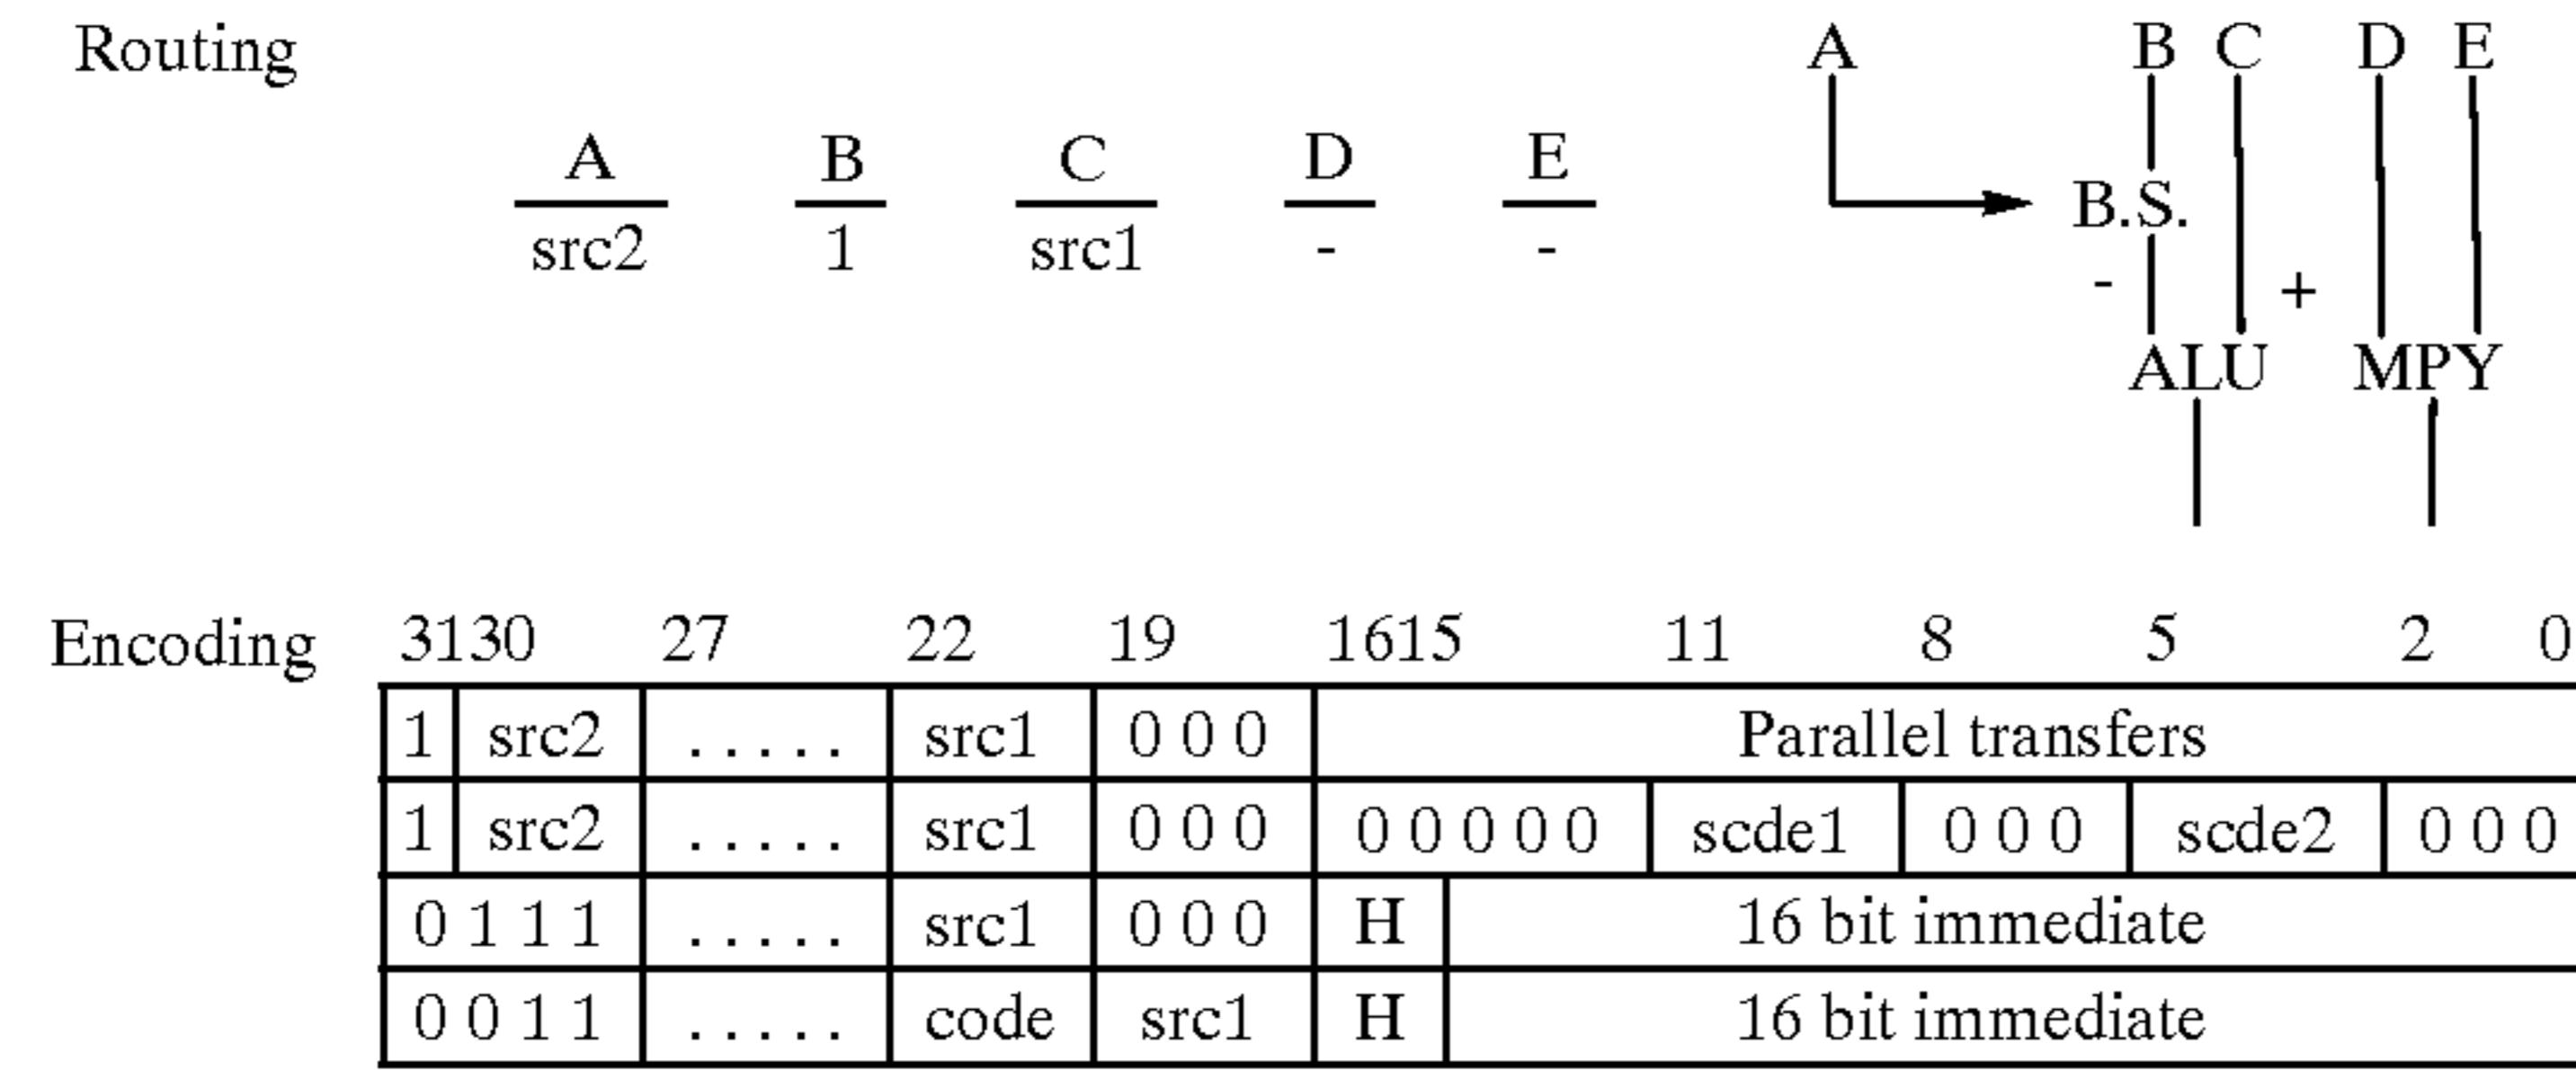 Routing A B C D E
A B C D E
src2 1 src1 - -
B.S.
- +
ALU MPY
Encoding 3130 27 22 19 1615 11 8 5 2 0
1 src2 ..... src1 0 0 0 Parallel transfers
1 src2 ..... src1 0 0 0 0 0 0 0 0 scde1 0 0 0 scde2 0 0 0
0 1 1 1 ..... src1 0 0 0 H 16 bit immediate
0 0 1 1 ..... code src1 H 16 bit immediate